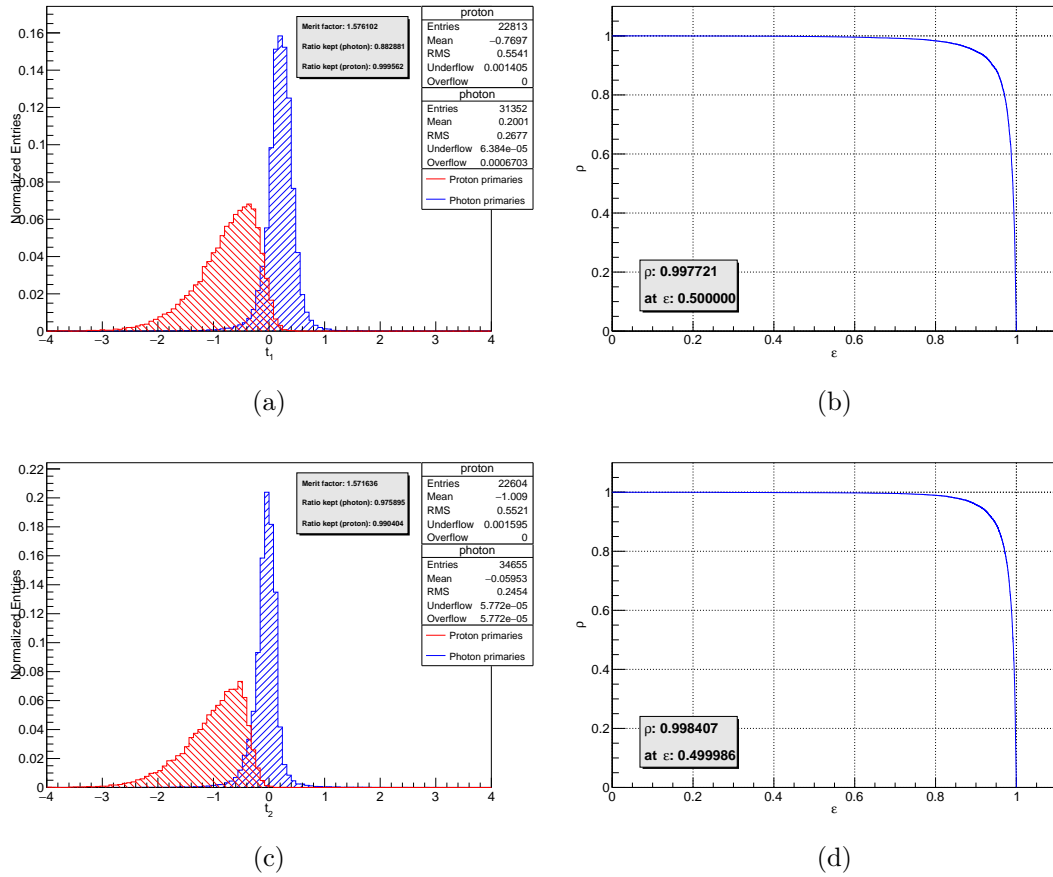 Merit factor: 1.576102
Ratio kept (photon): 0.882881
Ratio kept (proton): 0.999562
proton
Entries 22813
Mean −0.7697
RMS 0.5541
Underflow 0.001405
Overflow 0
photon
Entries 31352
Mean 0.2001
RMS 0.2677
Underflow 6.384e−05
Overflow 0.0006703
Proton primaries
Photon primaries
Normalized Entries
0.16
0.14
0.12
0.1
0.08
0.06
0.04
0.02
0
−4 −3 −2 −1 0 1 2 3 4
t1
(a)
ρ
1
0.8
0.6
0.4
0.2
0
ρ: 0.997721
at ε: 0.500000
0 0.2 0.4 0.6 0.8 1
ε
(b)
Merit factor: 1.571636
Ratio kept (photon): 0.975895
Ratio kept (proton): 0.990404
proton
Entries 22604
Mean −1.009
RMS 0.5521
Underflow 0.001595
Overflow 0
photon
Entries 34655
Mean −0.05953
RMS 0.2454
Underflow 5.772e−05
Overflow 5.772e−05
Proton primaries
Photon primaries
Normalized Entries
0.22
0.2
0.18
0.16
0.14
0.12
0.1
0.08
0.06
0.04
0.02
0
−4 −3 −2 −1 0 1 2 3 4
t2
(c)
ρ
1
0.8
0.6
0.4
0.2
0
ρ: 0.998407
at ε: 0.499986
0 0.2 0.4 0.6 0.8 1
ε
(d)